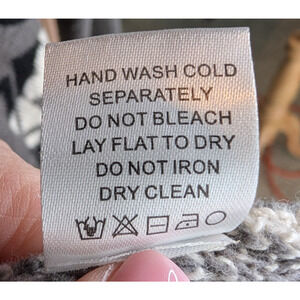 HAND WASH COLD
SEPARATELY
DO NOT BLEACH
LAY FLAT TO DRY
DO NOT IRON
DRY CLEAN